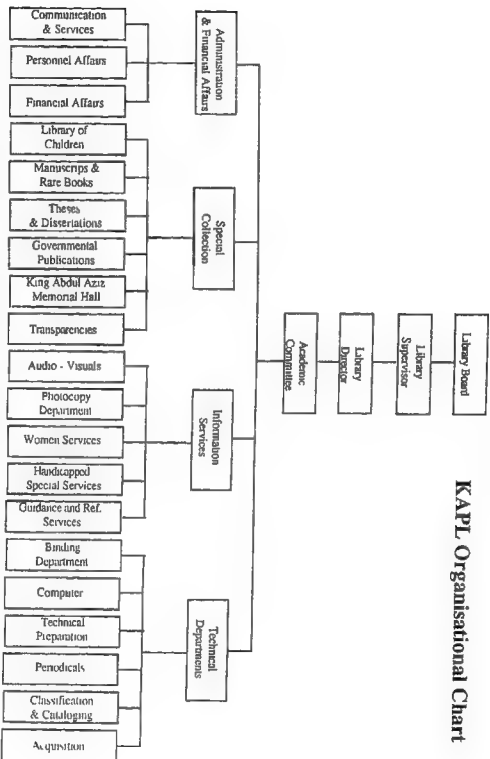 KAPL Organisational Chart
Library Board
Library
Supervisor
Library
Director
Academic
Committee
Administration
& Financial Affairs
Special
Collection
Information
Services
Technical
Departments
Communication
& Services
Personnel Affairs
Financial Affairs
Library of
Children
Manuscrips &
Rare Books
Theses
& Dissertations
Governmental
Publications
King Abdul Aziz
Memorial Hall
Transparencies
Audio - Visuals
Photocopy
Department
Women Services
Handicapped
Special Services
Guidance and Ref.
Services
Binding
Department
Computer
Technical
Preparation
Periodicals
Classification
& Cataloging
Acquisition